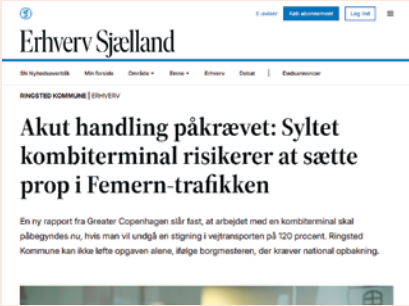 E-aviser Køb abonnement Log ind
Erhverv Sjælland
SN Nyhedsoverblik Min forside Område Emne Erhverv Debat | Dødsannoncer
RINGSTED KOMMUNE | ERHVERV
Akut handling påkrævet: Syltet
kombiterminal risikerer at sætte
prop i Femern-trafikken
En ny rapport fra Greater Copenhagen slår fast, at arbejdet med en kombiterminal skal
påbegyndes nu, hvis man vil undgå en stigning i vejtransporten på 120 procent. Ringsted
Kommune kan ikke løfte opgaven alene, ifølge borgmesteren, der kræver national opbakning.